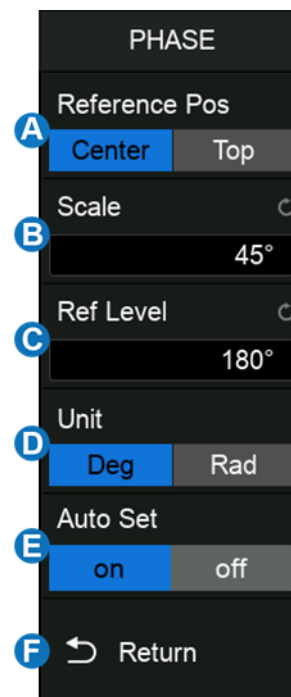 PHASE
Reference Pos
A
Center Top
Scale
B
45°
Ref Level
C
180°
Unit
D
Deg Rad
Auto Set
E
on off
F Return